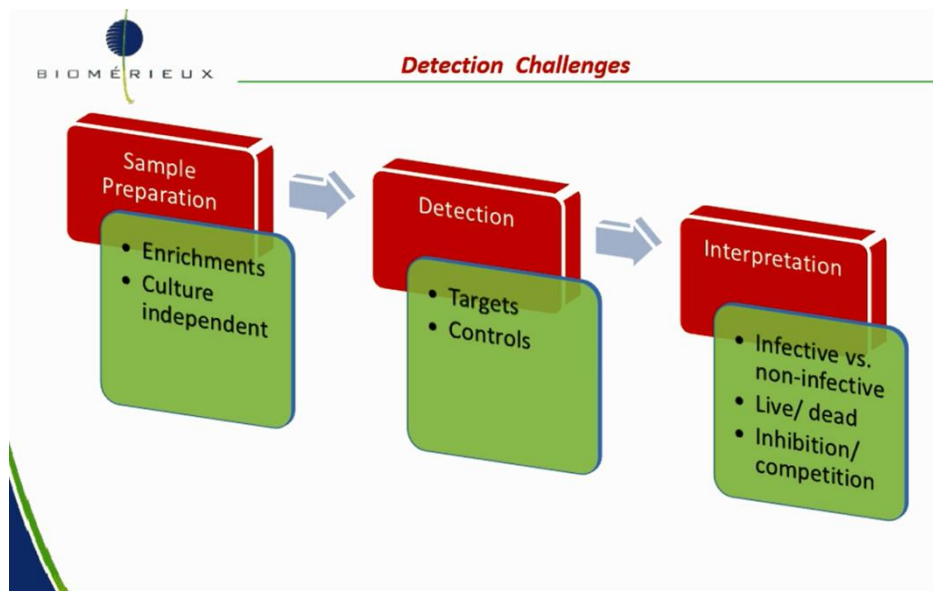 BIOMÉRIEUX
Detection Challenges
Sample
Preparation
• Enrichments
• Culture
independent
Detection
• Targets
• Controls
Interpretation
• Infective vs.
non-infective
• Live/ dead
• Inhibition/
competition